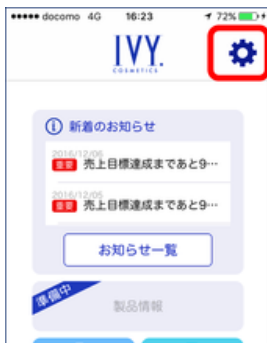 docomo 4G 16:23 72%
IVY.
COSMETICS
新着のお知らせ
2016/12/06
重要 売上目標達成まであと9…
2016/12/05
重要 売上目標達成まであと9…
お知らせ一覧
準備中
製品情報